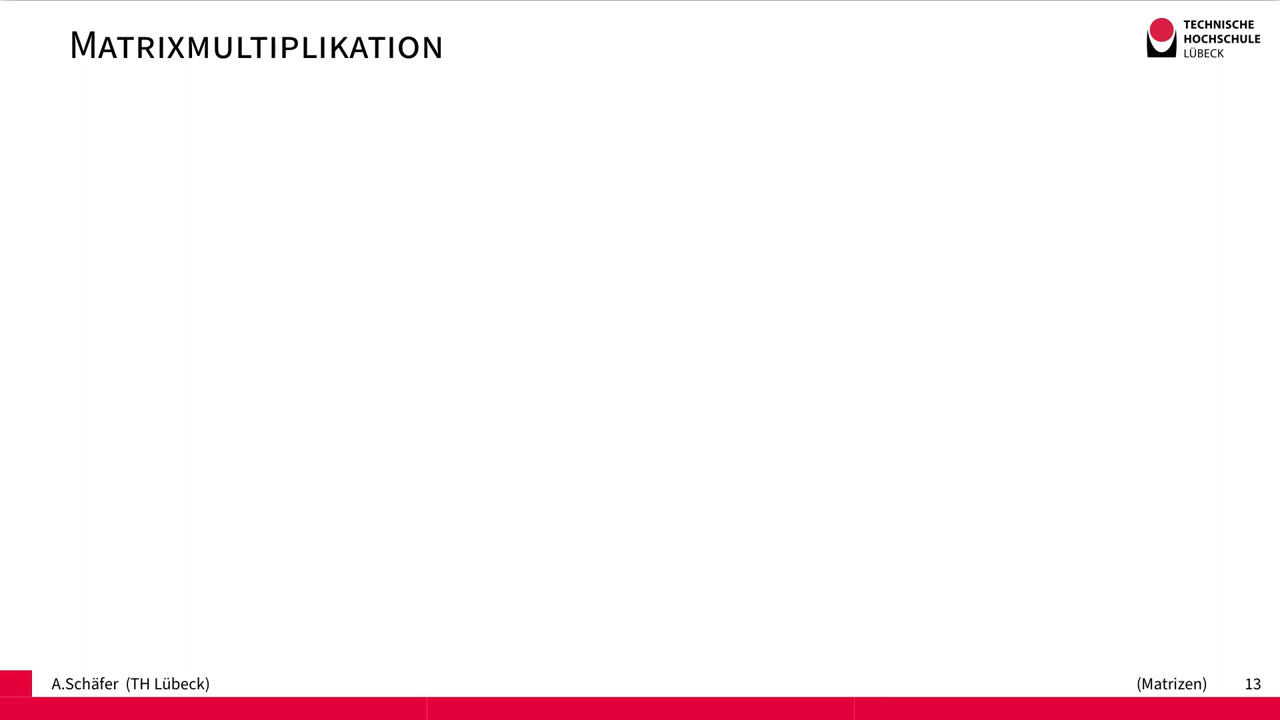 Matrixmultiplikation
TECHNISCHE
HOCHSCHULE
LÜBECK
A.Schäfer (TH Lübeck)
(Matrizen)
13